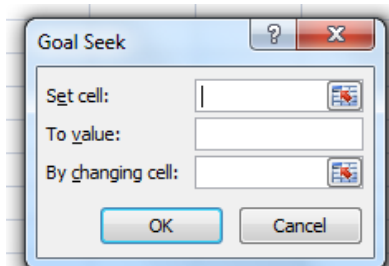 Goal Seek
Set cell:
To value:
By changing cell:
OK Cancel